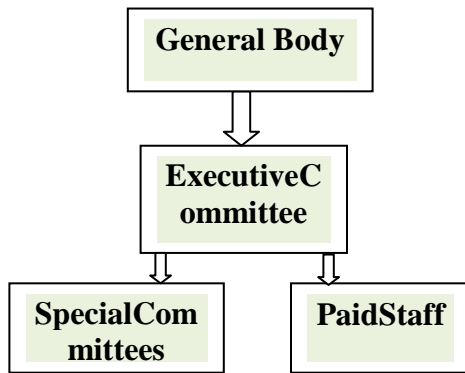 General Body
ExecutiveC
ommittee
SpecialCom
mittees
PaidStaff